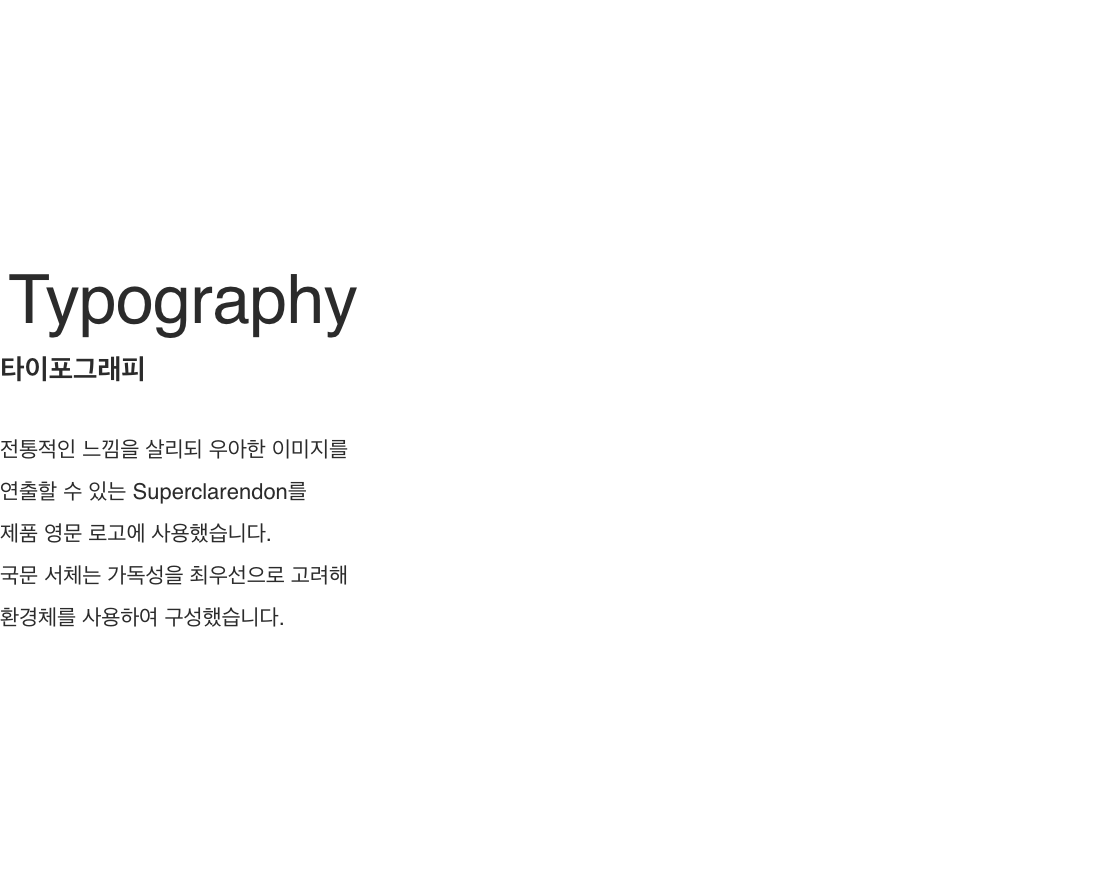 Typography
타이포그래피
전통적인 느낌을 살리되 우아한 이미지를
연출할 수 있는 Superclarendon를
제품 영문 로고에 사용했습니다.
국문 서체는 가독성을 최우선으로 고려해
환경체를 사용하여 구성했습니다.